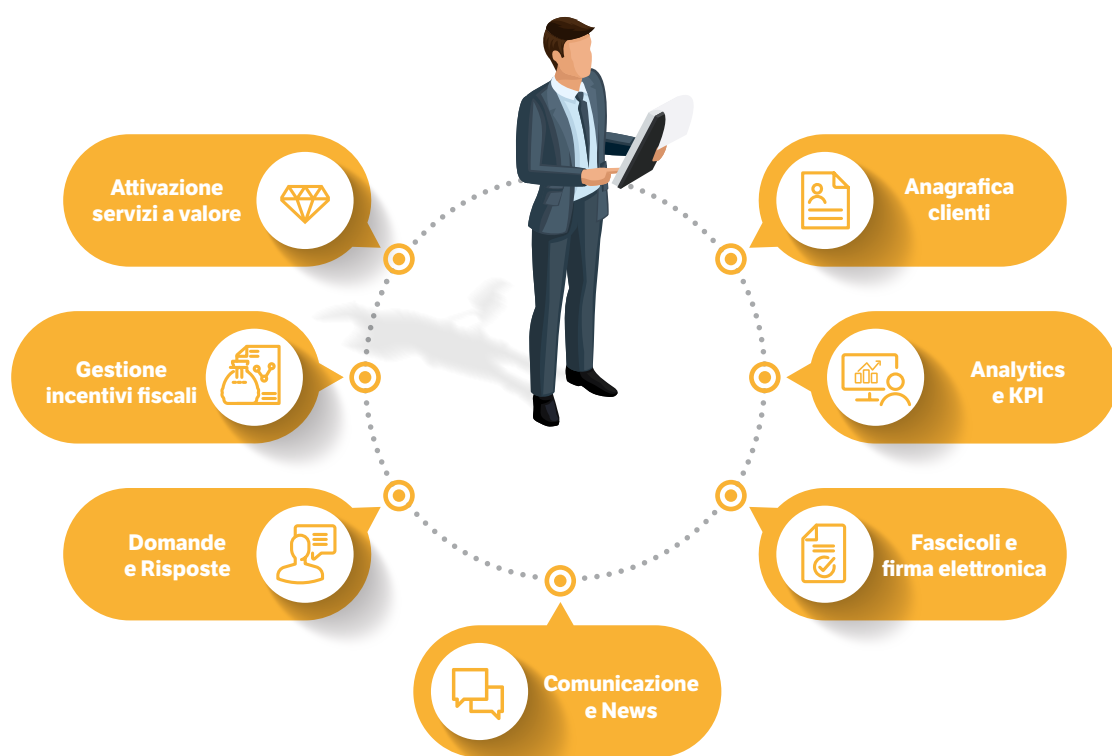 Attivazione
servizi a valore
Anagrafica
clienti
Gestione
incentivi fiscali
Analytics
e KPI
Domande
e Risposte
Fascicoli e
firma elettronica
Comunicazione
e News